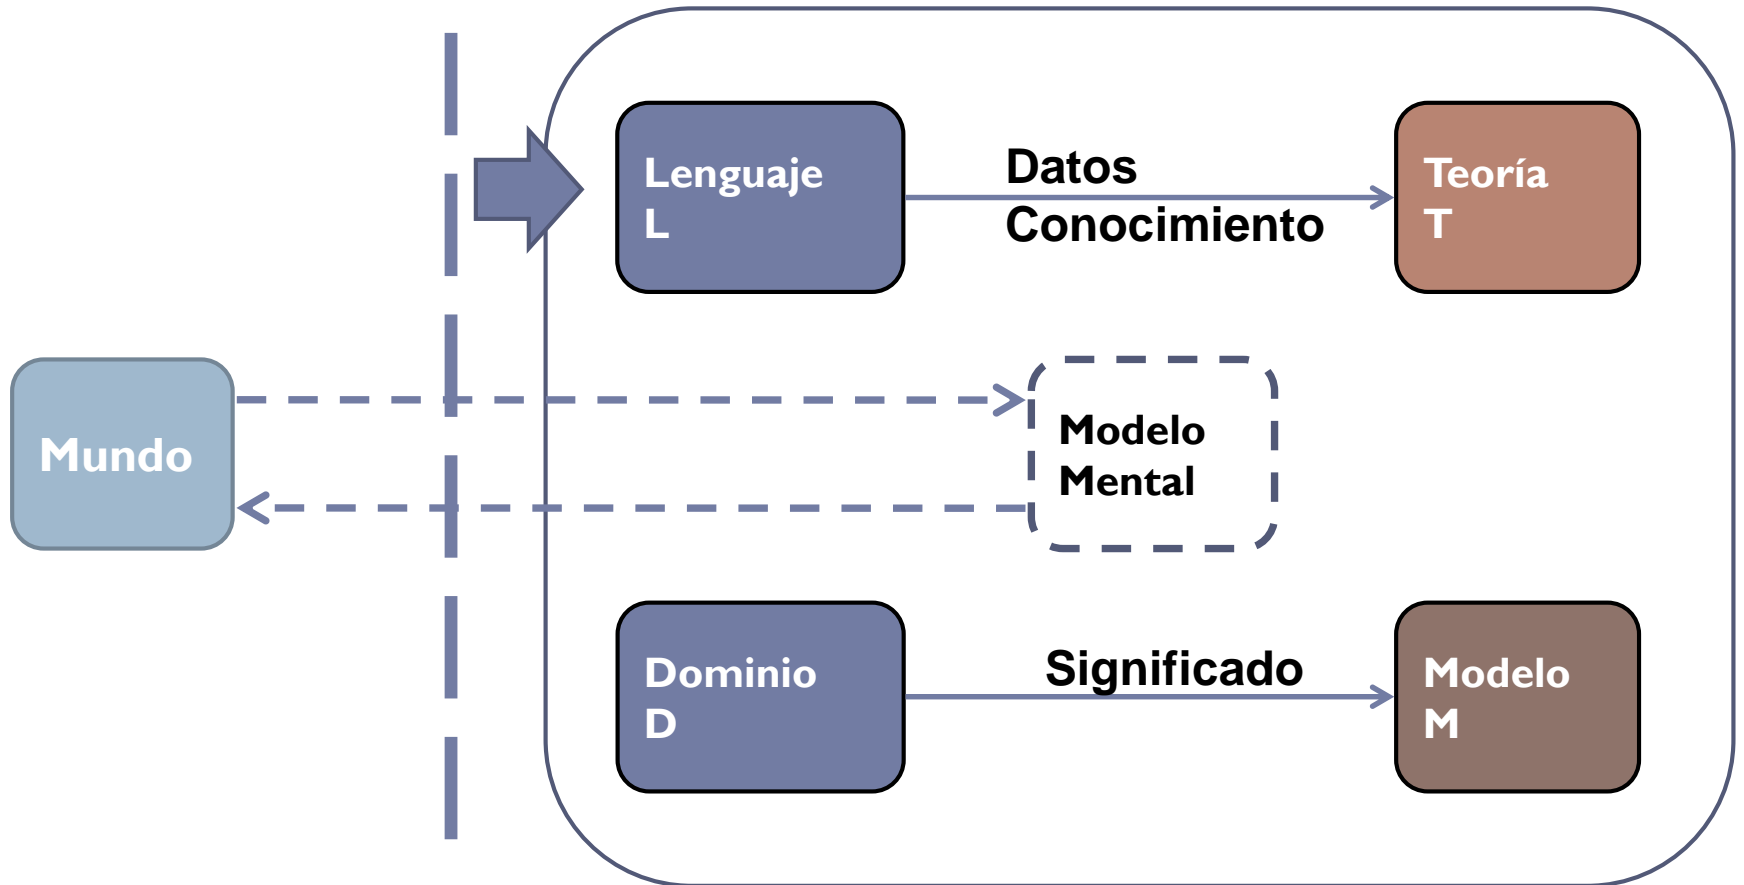 Lenguaje
L
Datos
Conocimiento
Teoría
T
Mundo
Modelo
Mental
Dominio
D
Significado
Modelo
M